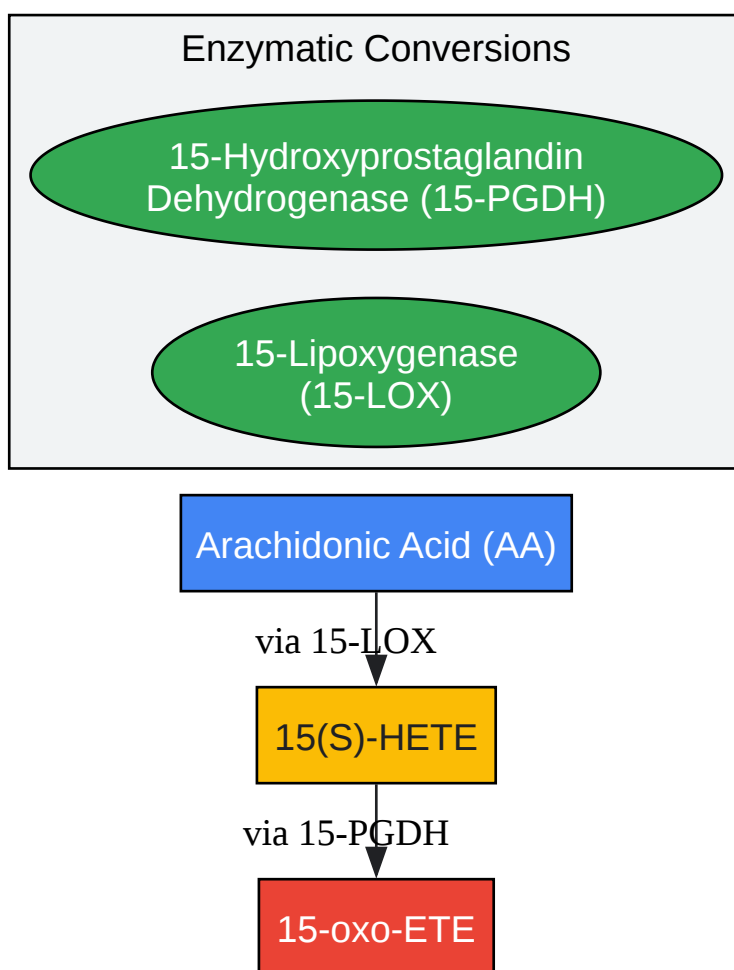 Enzymatic Conversions
15-Hydroxyprostaglandin
Dehydrogenase (15-PGDH)
15-Lipoxygenase
(15-LOX)
Arachidonic Acid (AA)
via 15-LOX
15(S)-HETE
via 15-PGDH
15-oxo-ETE